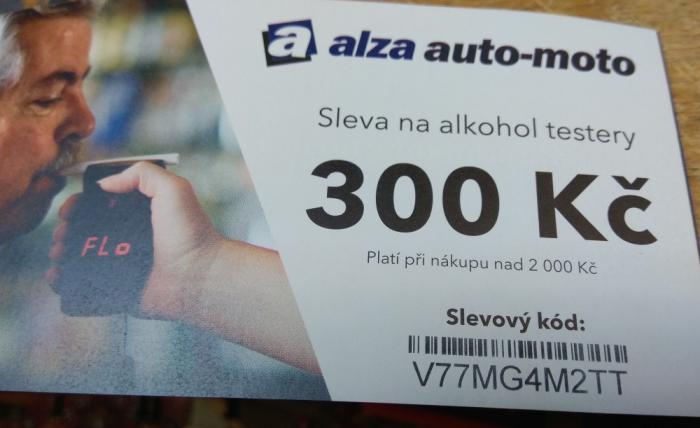 alza auto-moto
Sleva na alkohol testery
300 Kč
Platí při nákupu nad 2 000 Kč
Slevový kód:
V77MG4M2TT
FLo